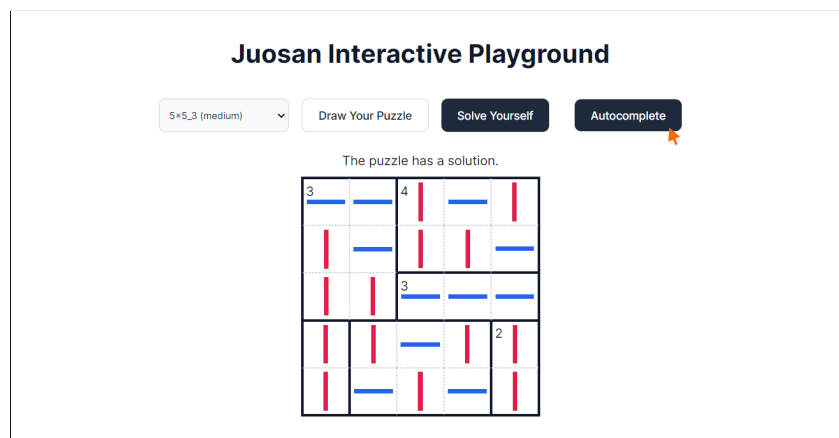 Juosan Interactive Playground
5×5_3 (medium) Draw Your Puzzle Solve Yourself Autocomplete
The puzzle has a solution.
3 4
3
2